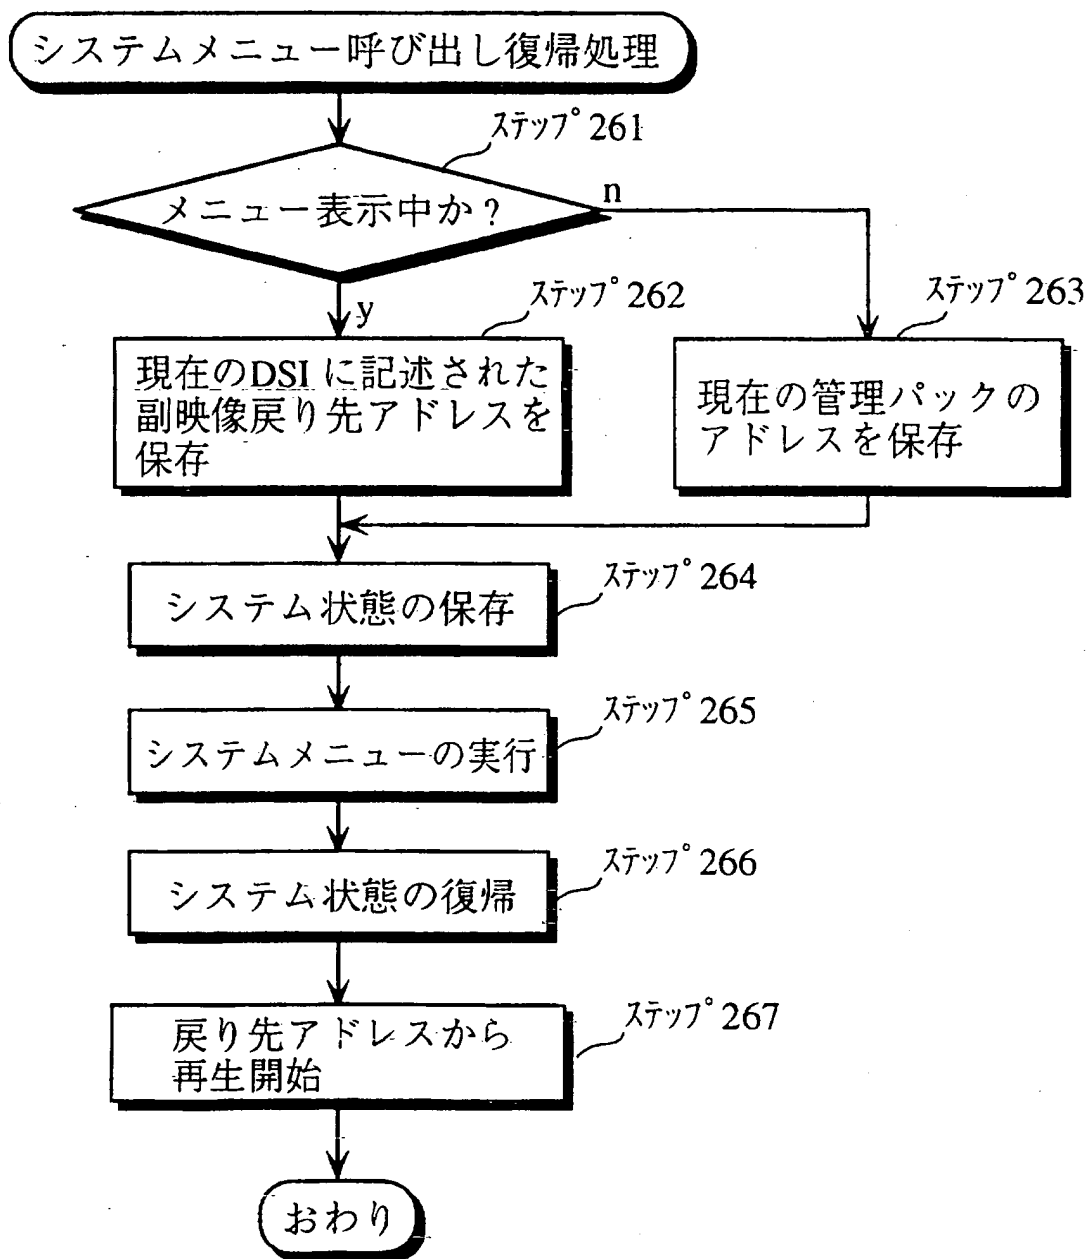 システムメニュー呼び出し復帰処理
ステップ261
メニュー表示中か?
n
y
ステップ262
現在のDSIに記述された
副映像戻り先アドレスを
保存
ステップ263
現在の管理パックの
アドレスを保存
システム状態の保存
ステップ264
システムメニューの実行
ステップ265
システム状態の復帰
ステップ266
戻り先アドレスから
再生開始
ステップ267
おわり